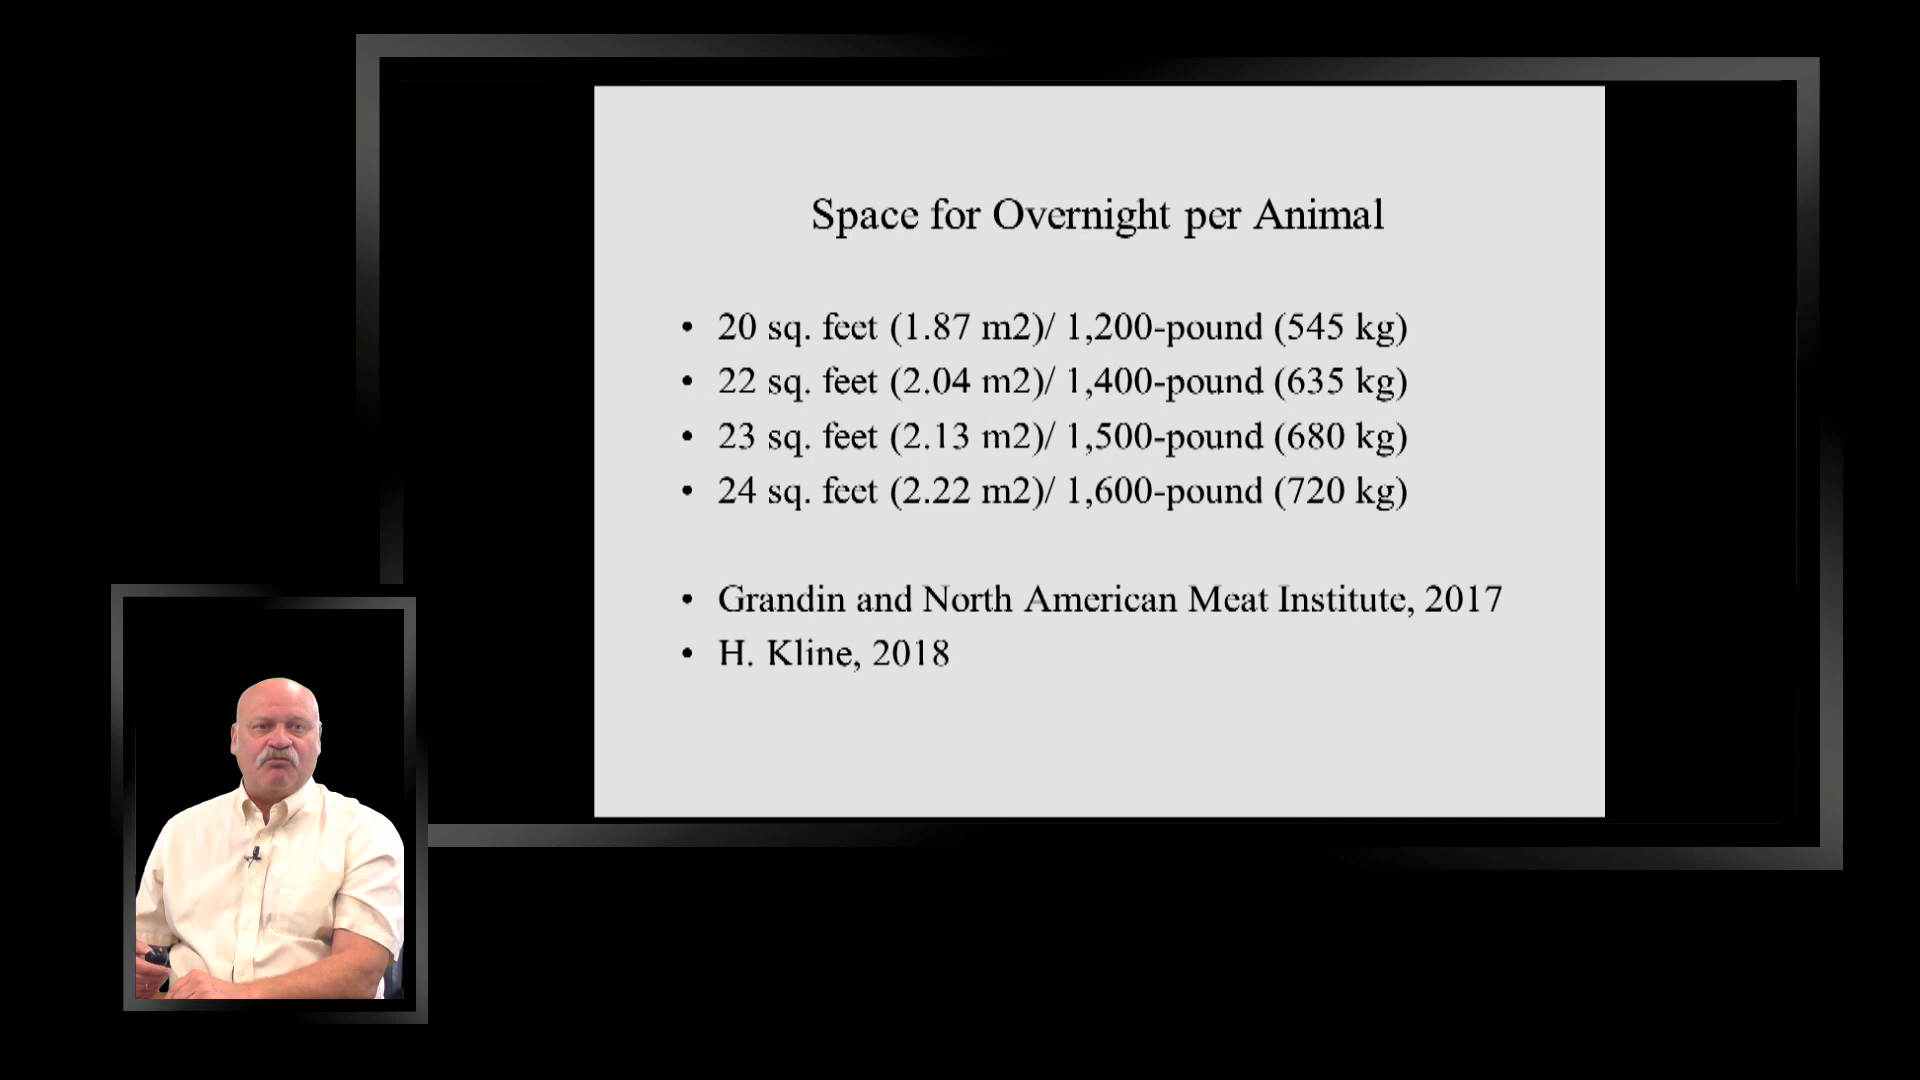 Space for Overnight per Animal
• 20 sq. feet (1.87 m2)/ 1,200-pound (545 kg)
• 22 sq. feet (2.04 m2)/ 1,400-pound (635 kg)
• 23 sq. feet (2.13 m2)/ 1,500-pound (680 kg)
• 24 sq. feet (2.22 m2)/ 1,600-pound (720 kg)
• Grandin and North American Meat Institute, 2017
• H. Kline, 2018